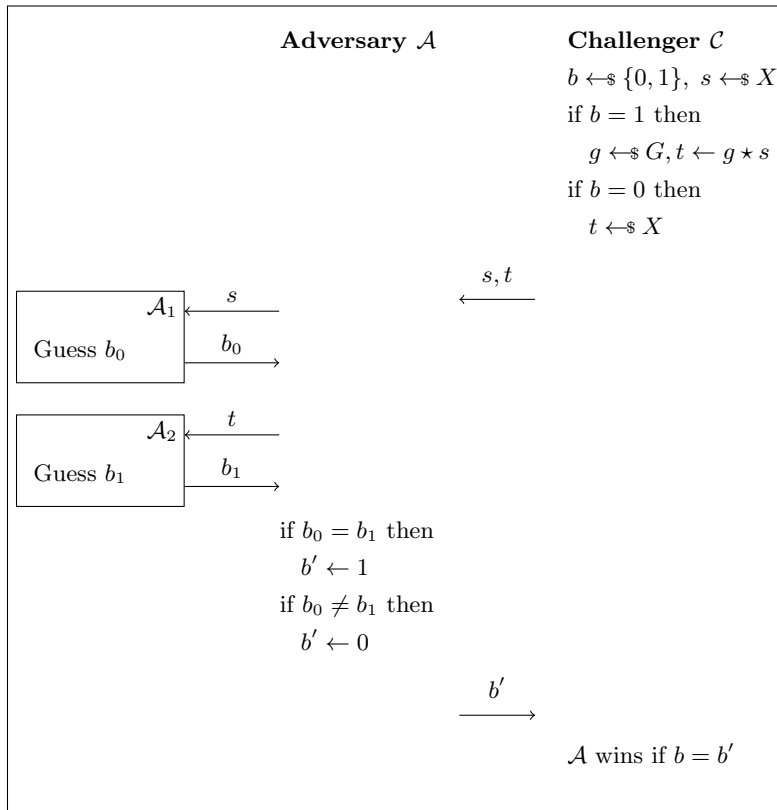 Adversary 𝒜 Challenger 𝒞
b ←$ {0, 1}, s ←$ X
if b = 1 then
g ←$ G, t ← g ⋆ s
if b = 0 then
t ←$ X
s, t
𝒜₁ s
Guess b₀ b₀
𝒜₂ t
Guess b₁ b₁
if b₀ = b₁ then
b′ ← 1
if b₀ ≠ b₁ then
b′ ← 0
b′
𝒜 wins if b = b′